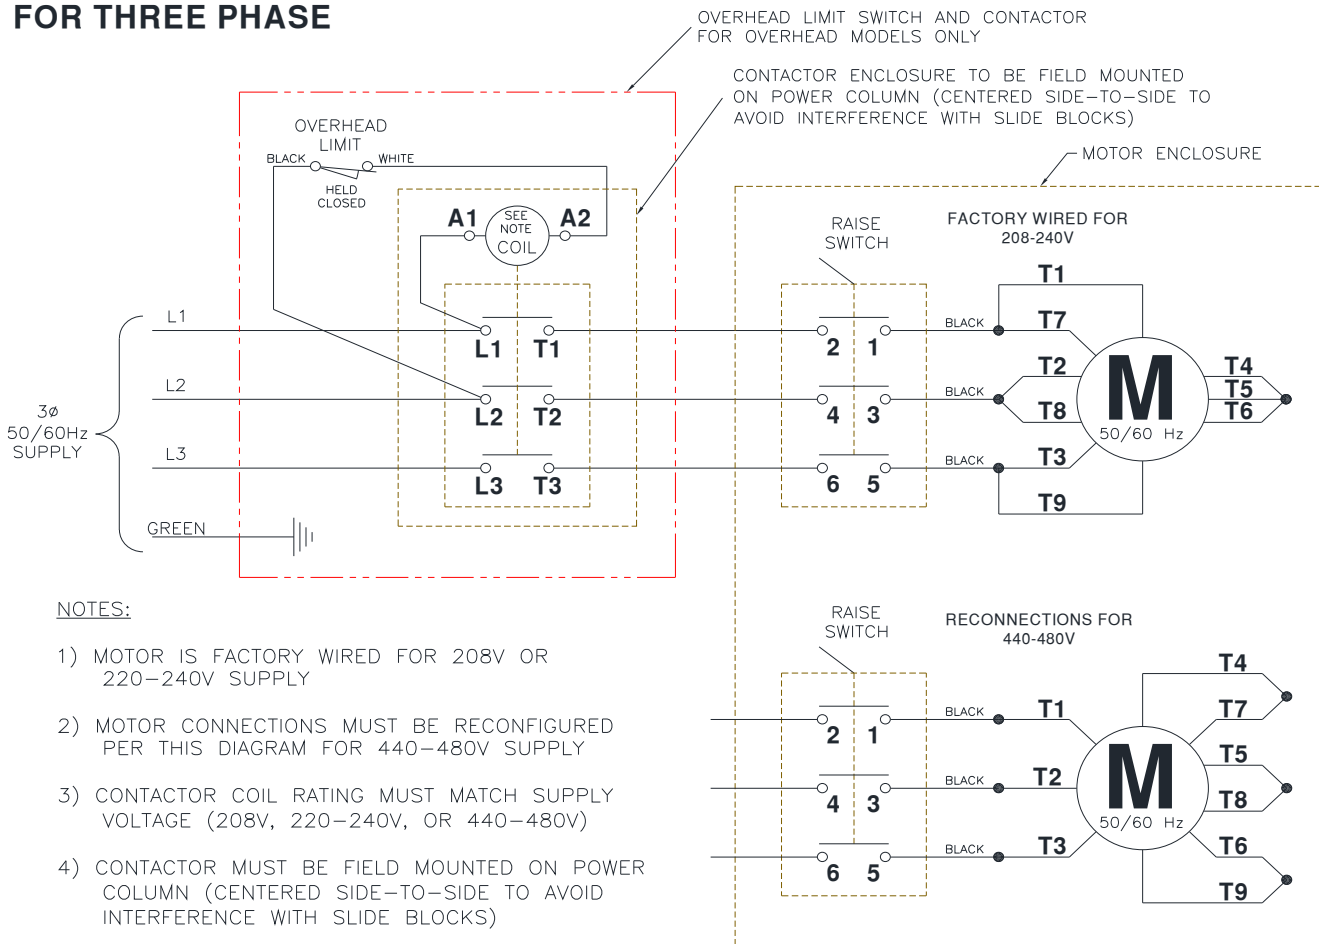 FOR THREE PHASE
OVERHEAD LIMIT SWITCH AND CONTACTOR
FOR OVERHEAD MODELS ONLY
CONTACTOR ENCLOSURE TO BE FIELD MOUNTED
ON POWER COLUMN (CENTERED SIDE-TO-SIDE TO
AVOID INTERFERENCE WITH SLIDE BLOCKS)
MOTOR ENCLOSURE
OVERHEAD
LIMIT
BLACK
WHITE
HELD
CLOSED
A1
SEE
NOTE
COIL
A2
L1
L2
L3
GREEN
3ø
50/60Hz
SUPPLY
L1 T1
L2 T2
L3 T3
RAISE
SWITCH
2 1
4 3
6 5
FACTORY WIRED FOR
208-240V
BLACK
BLACK
BLACK
T1
T7
T2
T8
T3
T9
M
50/60 Hz
T4
T5
T6
NOTES:
1) MOTOR IS FACTORY WIRED FOR 208V OR
220-240V SUPPLY
2) MOTOR CONNECTIONS MUST BE RECONFIGURED
PER THIS DIAGRAM FOR 440-480V SUPPLY
3) CONTACTOR COIL RATING MUST MATCH SUPPLY
VOLTAGE (208V, 220-240V, OR 440-480V)
4) CONTACTOR MUST BE FIELD MOUNTED ON POWER
COLUMN (CENTERED SIDE-TO-SIDE TO AVOID
INTERFERENCE WITH SLIDE BLOCKS)
RAISE
SWITCH
2 1
4 3
6 5
RECONNECTIONS FOR
440-480V
BLACK
BLACK
BLACK
T1
T2
T3
M
50/60 Hz
T4
T7
T5
T8
T6
T9